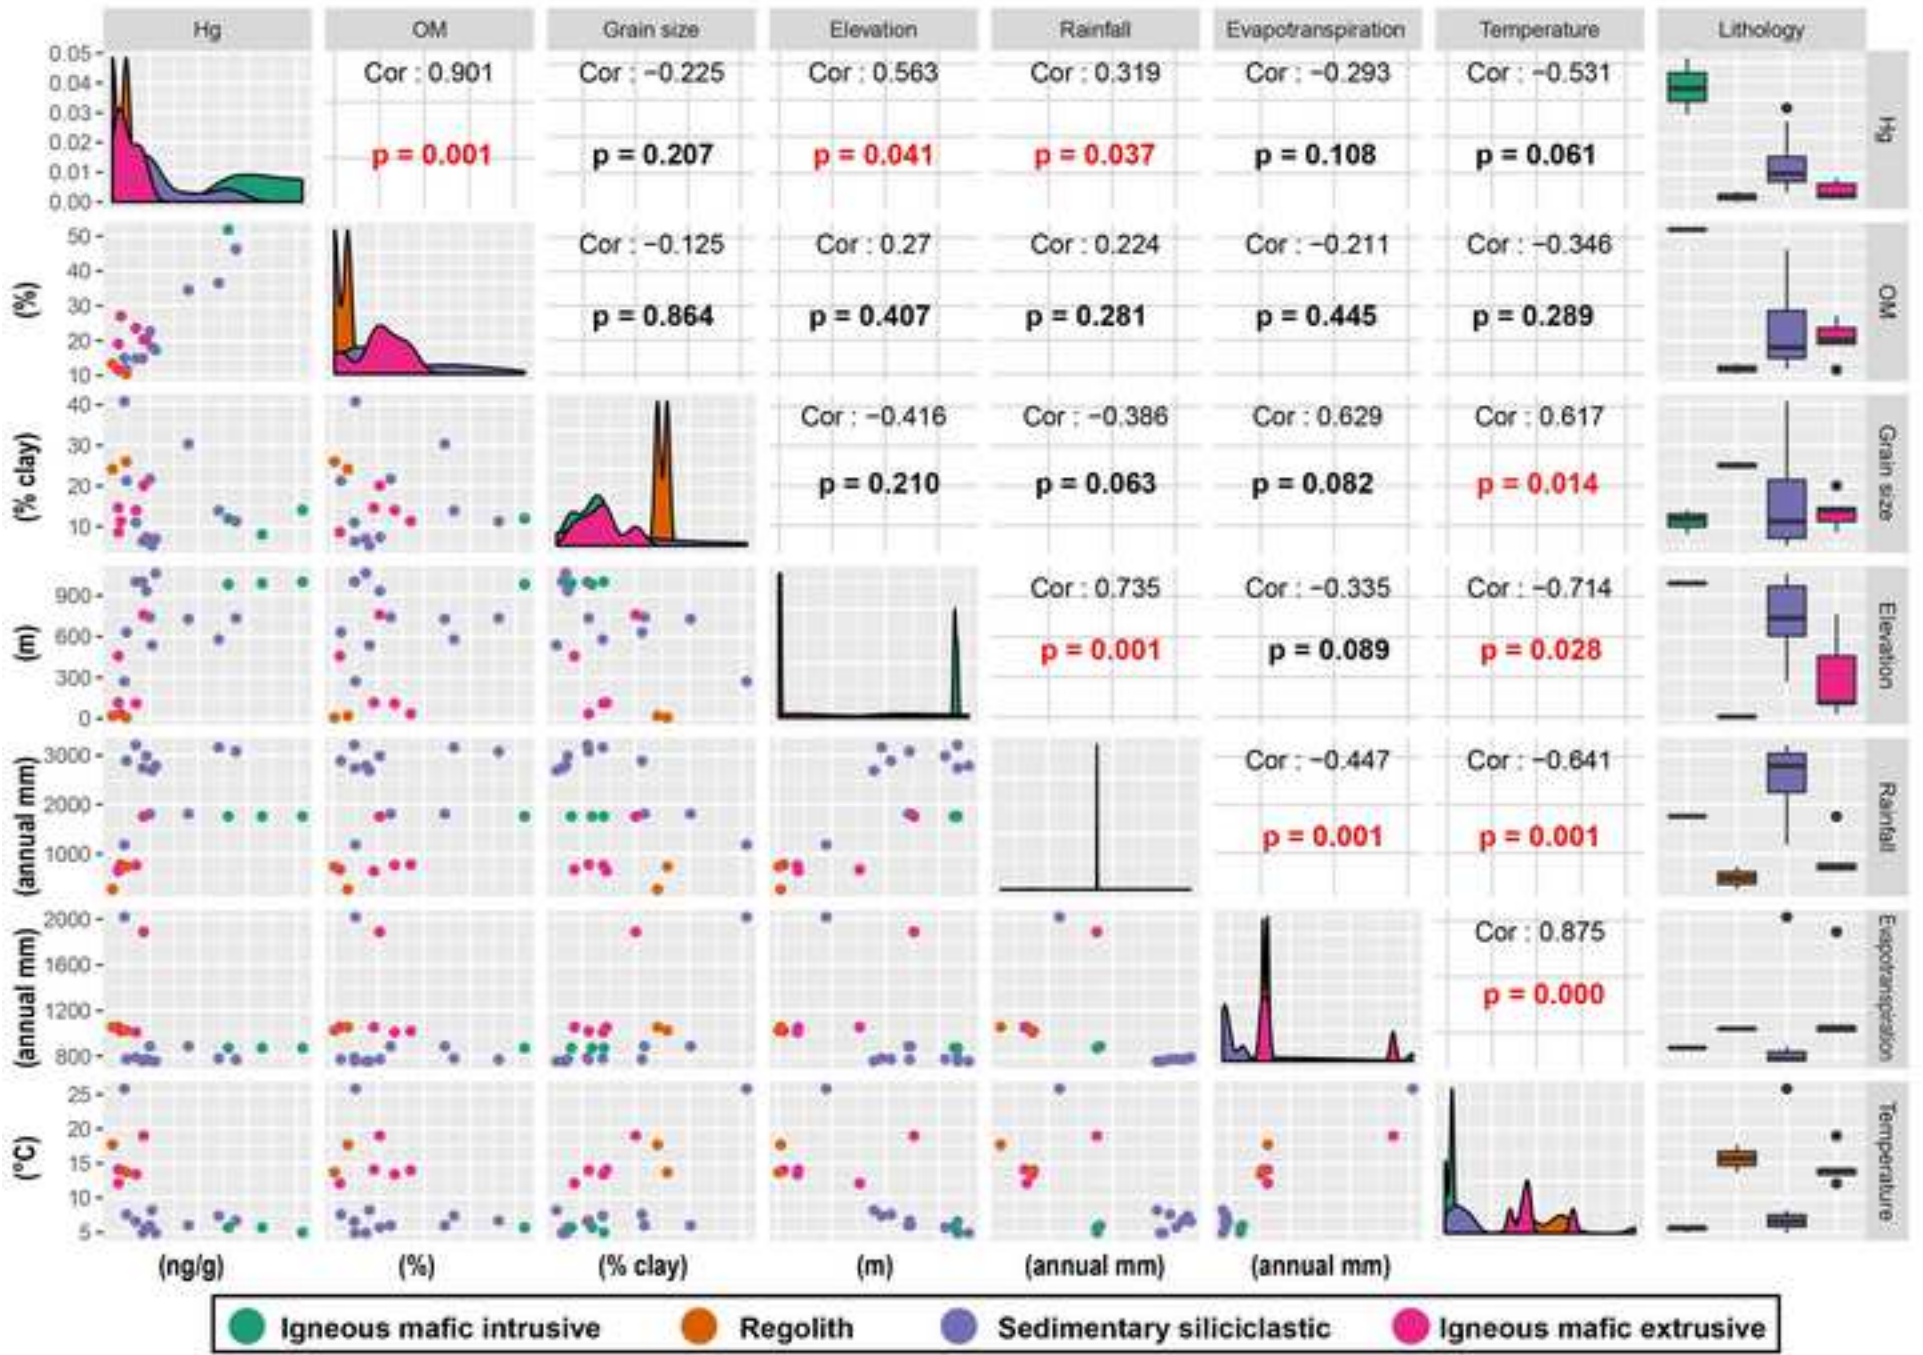 Hg OM Grain size Elevation Rainfall Evapotranspiration Temperature Lithology
0.05 0.04 0.03 0.02 0.01 0.00
Cor : 0.901 Cor : −0.225 Cor : 0.563 Cor : 0.319 Cor : −0.293 Cor : −0.531
p = 0.001 p = 0.207 p = 0.041 p = 0.037 p = 0.108 p = 0.061
Hg
(%)
50 40 30 20 10
Cor : −0.125 Cor : 0.27 Cor : 0.224 Cor : −0.211 Cor : −0.346
p = 0.864 p = 0.407 p = 0.281 p = 0.445 p = 0.289
OM
(% clay)
40 30 20 10
Cor : −0.416 Cor : −0.386 Cor : 0.629 Cor : 0.617
p = 0.210 p = 0.063 p = 0.082 p = 0.014
Grain size
(m)
900 600 300 0
Cor : 0.735 Cor : −0.335 Cor : −0.714
p = 0.001 p = 0.089 p = 0.028
Elevation
(annual mm)
3000 2000 1000
Cor : −0.447 Cor : −0.641
p = 0.001 p = 0.001
Rainfall
(annual mm)
2000 1600 1200 800
Cor : 0.875
p = 0.000
Evapotranspiration
(°C)
25 20 15 10 5
Temperature
(ng/g) (%) (% clay) (m) (annual mm) (annual mm)
Igneous mafic intrusive Regolith Sedimentary siliciclastic Igneous mafic extrusive